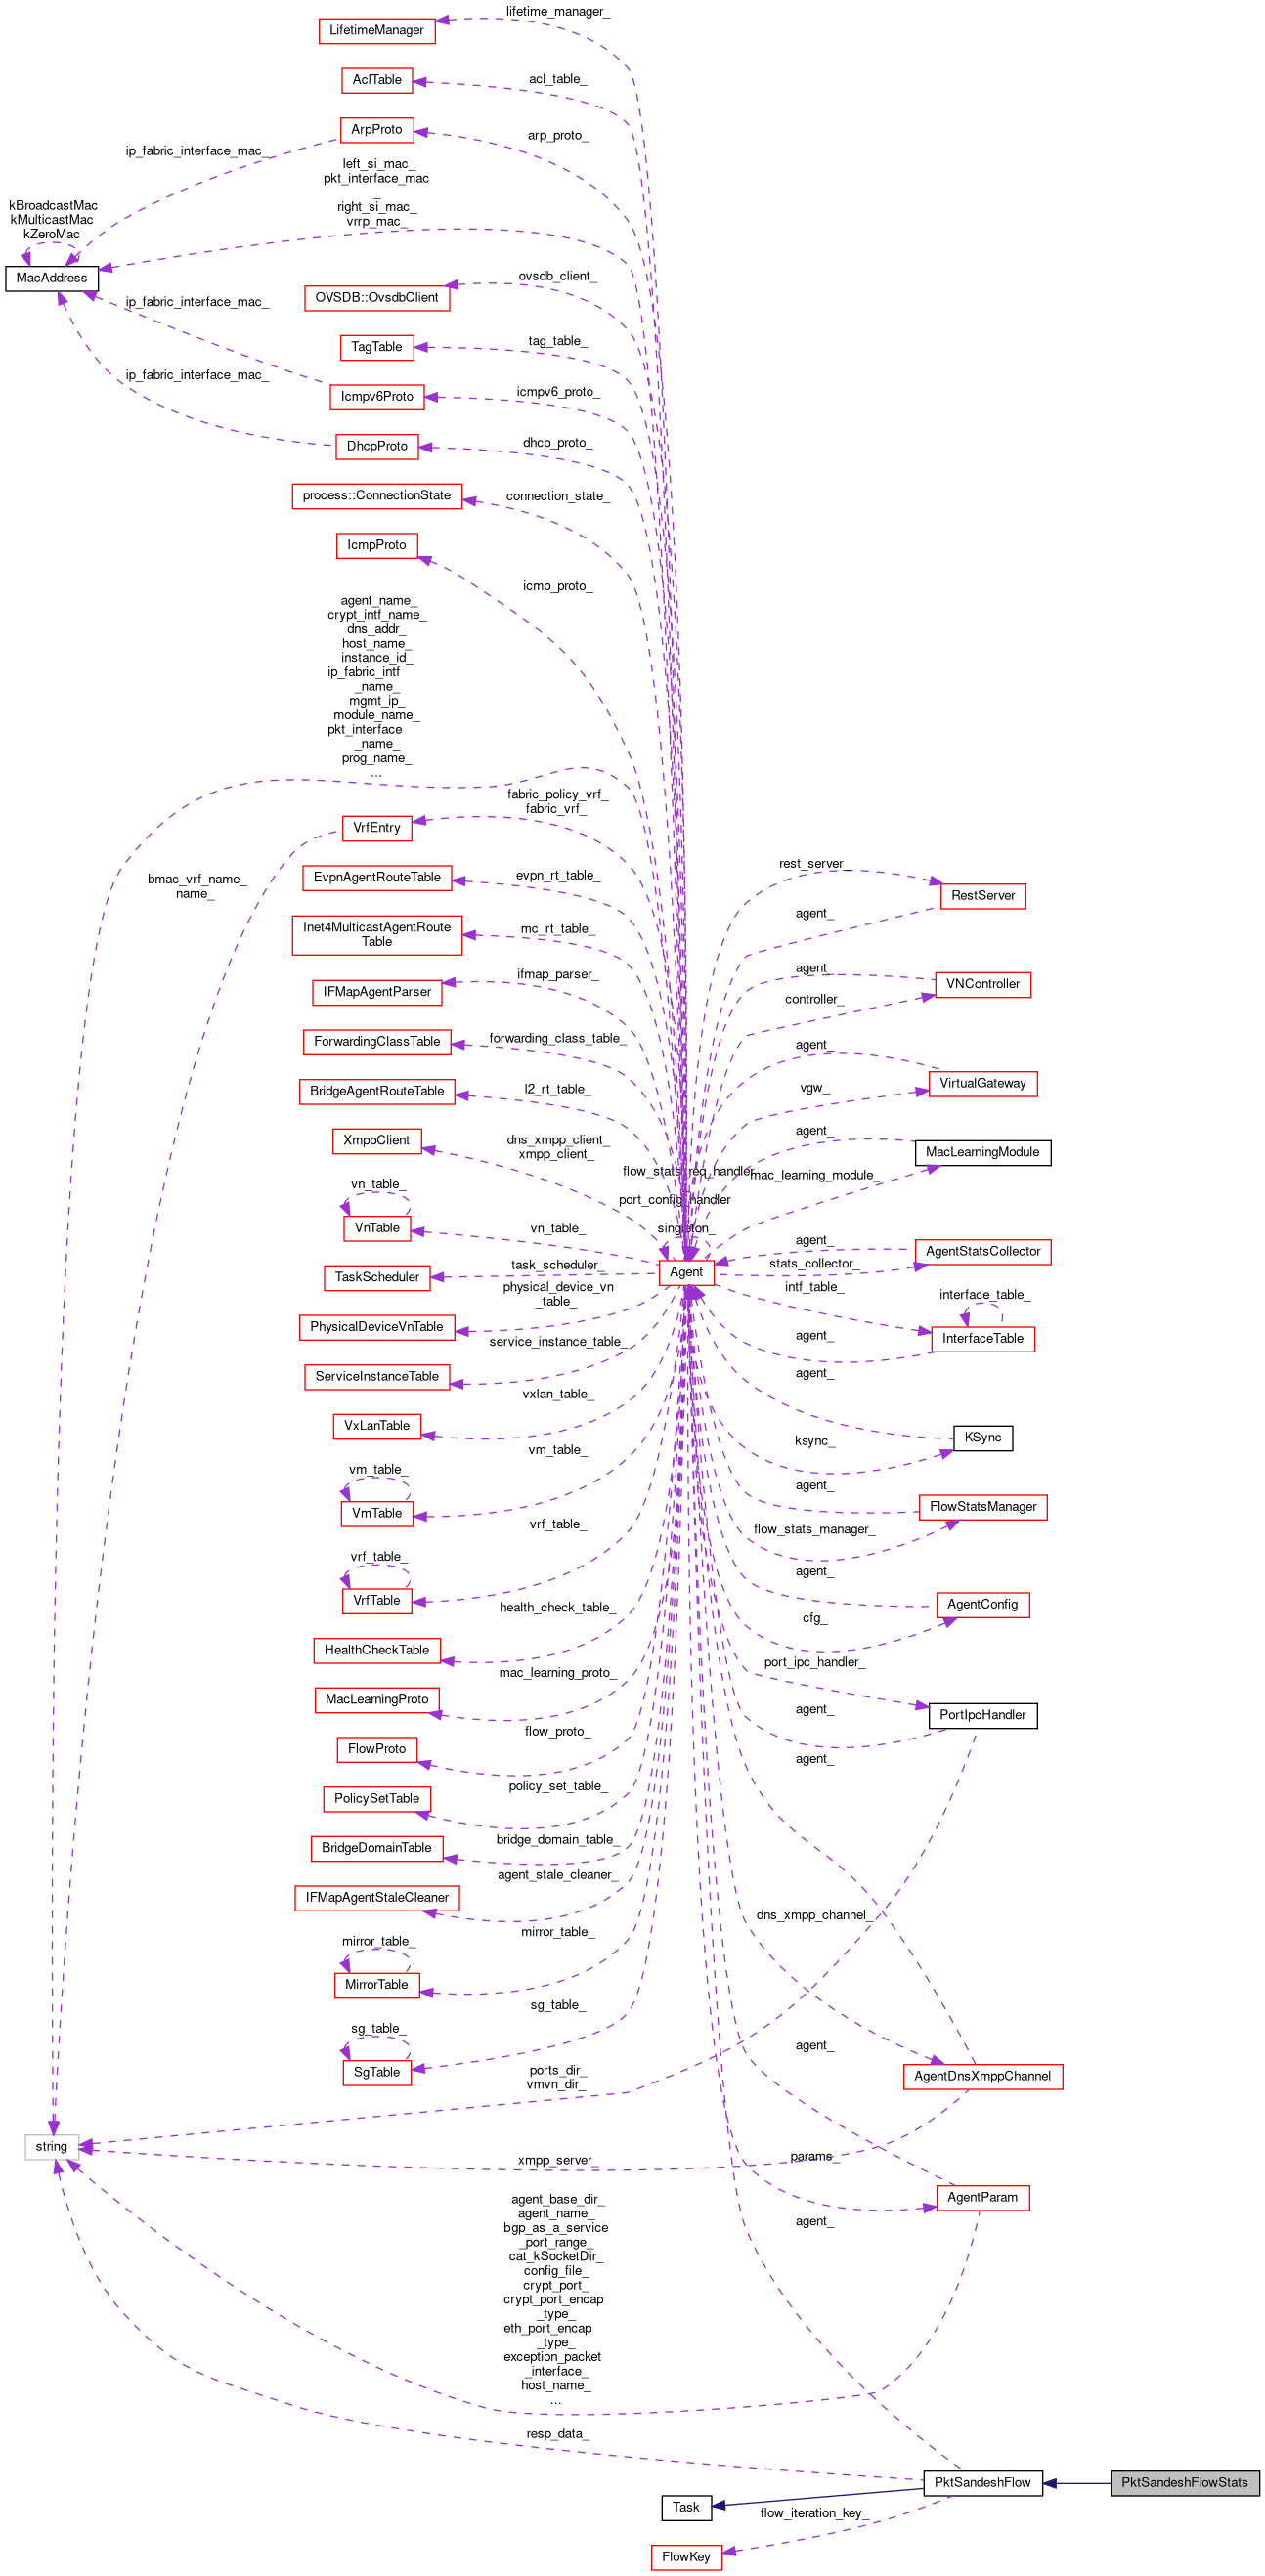 lifetime_manager_
LifetimeManager
acl_table_
AclTable
arp_proto_
ArpProto
ip_fabric_interface_mac_
left_si_mac_
pkt_interface_mac
_
right_si_mac_
vrrp_mac_
kBroadcastMac
kMulticastMac
kZeroMac
MacAddress
ovsdb_client_
OVSDB::OvsdbClient
ip_fabric_interface_mac_
tag_table_
TagTable
ip_fabric_interface_mac_
icmpv6_proto_
Icmpv6Proto
dhcp_proto_
DhcpProto
connection_state_
process::ConnectionState
IcmpProto
icmp_proto_
agent_name_
crypt_intf_name_
dns_addr_
host_name_
instance_id_
ip_fabric_intf
_name_
mgmt_ip_
module_name_
pkt_interface
_name_
prog_name_
...
fabric_policy_vrf_
fabric_vrf_
VrfEntry
bmac_vrf_name_
name_
evpn_rt_table_
EvpnAgentRouteTable
rest_server_
RestServer
agent_
mc_rt_table_
Inet4MulticastAgentRoute
Table
ifmap_parser_
IFMapAgentParser
agent_
VNController
controller_
forwarding_class_table_
ForwardingClassTable
agent_
l2_rt_table_
BridgeAgentRouteTable
vgw_
VirtualGateway
agent_
dns_xmpp_client_
xmpp_client_
XmppClient
MacLearningModule
flow_stats_req_handler
mac_learning_module_
vn_table_
port_config_handler
vn_table_
VnTable
singleton_
agent_
AgentStatsCollector
task_scheduler_
TaskScheduler
Agent
stats_collector_
physical_device_vn
_table_
PhysicalDeviceVnTable
intf_table_
interface_table_
InterfaceTable
agent_
service_instance_table_
ServiceInstanceTable
agent_
vxlan_table_
VxLanTable
KSync
ksync_
vm_table_
vm_table_
VmTable
agent_
FlowStatsManager
vrf_table_
flow_stats_manager_
vrf_table_
VrfTable
agent_
AgentConfig
health_check_table_
cfg_
HealthCheckTable
port_ipc_handler_
mac_learning_proto_
MacLearningProto
PortIpcHandler
agent_
flow_proto_
FlowProto
agent_
policy_set_table_
PolicySetTable
bridge_domain_table_
BridgeDomainTable
agent_stale_cleaner_
IFMapAgentStaleCleaner
dns_xmpp_channel_
mirror_table_
mirror_table_
MirrorTable
sg_table_
sg_table_
SgTable
agent_
AgentDnsXmppChannel
ports_dir_
vmvn_dir_
string
xmpp_server_
params_
AgentParam
agent_
agent_base_dir_
agent_name_
bgp_as_a_service
_port_range_
cat_kSocketDir_
config_file_
crypt_port_
crypt_port_encap
_type_
eth_port_encap
_type_
exception_packet
_interface_
host_name_
...
resp_data_
PktSandeshFlow
PktSandeshFlowStats
Task
flow_iteration_key_
FlowKey